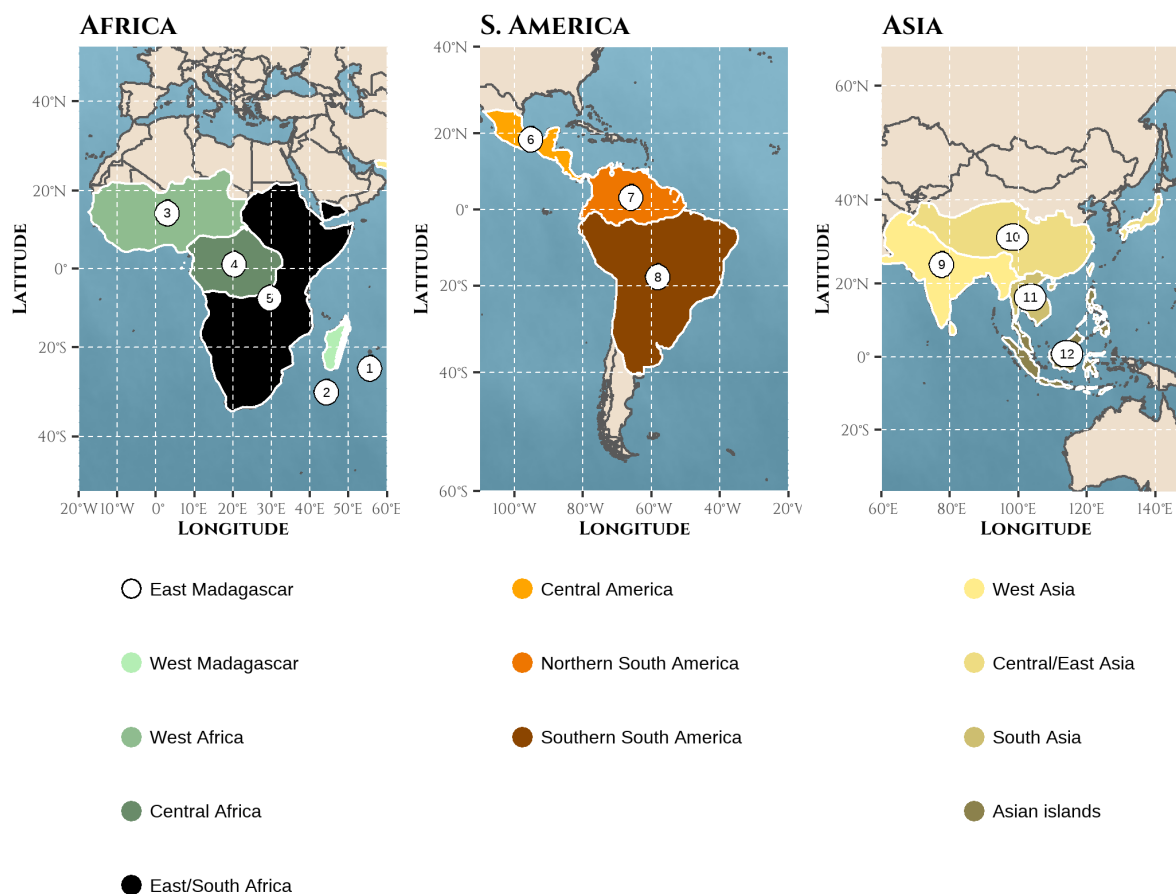 AFRICA
S. AMERICA
ASIA
40°N
20°N
0°
20°S
40°S
20°W 10°W 0° 10°E 20°E 30°E 40°E 50°E 60°E
LATITUDE
LONGITUDE
1
2
3
4
5
40°N
20°N
0°
20°S
40°S
60°S
100°W 80°W 60°W 40°W 20°W
LATITUDE
LONGITUDE
6
7
8
60°N
40°N
20°N
0°
20°S
60°E 80°E 100°E 120°E 140°E
LATITUDE
LONGITUDE
9
10
11
12
East Madagascar
West Madagascar
West Africa
Central Africa
East/South Africa
Central America
Northern South America
Southern South America
West Asia
Central/East Asia
South Asia
Asian islands